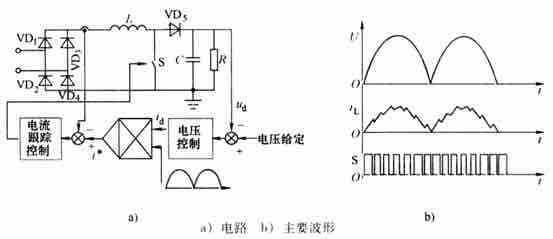 L
VD5
VD1
VD3
VD2
VD4
S
C
R
ud
电流
跟踪
控制
−
+
i*
id
电压
控制
−
+
电压给定
a)
U
O
t
iL
O
t
S
O
t
b)
a) 电路 b) 主要波形